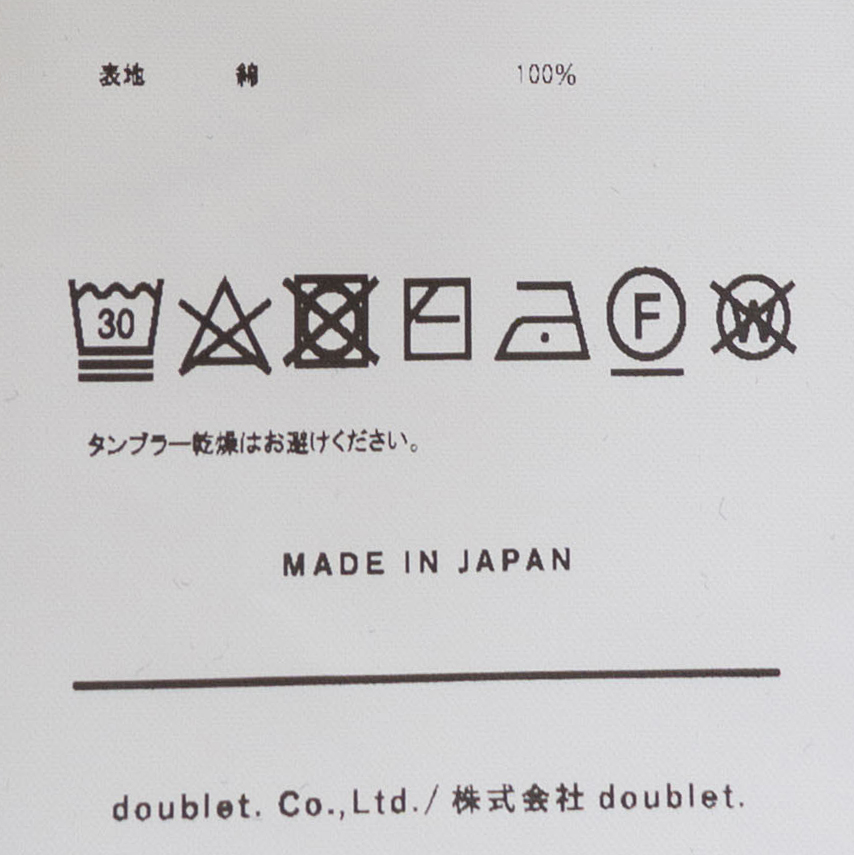 表地 綿 100%
30 F W
タンブラー乾燥はお避けください。
MADE IN JAPAN
doublet. Co.,Ltd./ 株式会社 doublet.